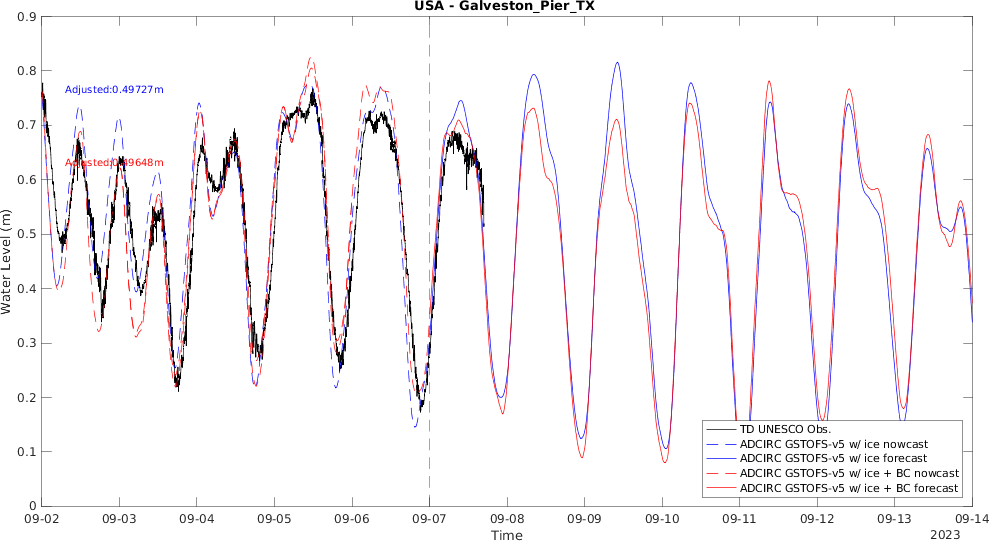 USA - Galveston_Pier_TX
0.9
0.8
0.7
0.6
0.5
0.4
0.3
0.2
0.1
0
Water Level (m)
Adjusted:0.49727m
Adjusted:0.49648m
TD UNESCO Obs.
ADCIRC GSTOFS-v5 w/ ice nowcast
ADCIRC GSTOFS-v5 w/ ice forecast
ADCIRC GSTOFS-v5 w/ ice + BC nowcast
ADCIRC GSTOFS-v5 w/ ice + BC forecast
09-02 09-03 09-04 09-05 09-06 09-07 09-08 09-09 09-10 09-11 09-12 09-13 09-14
Time
2023